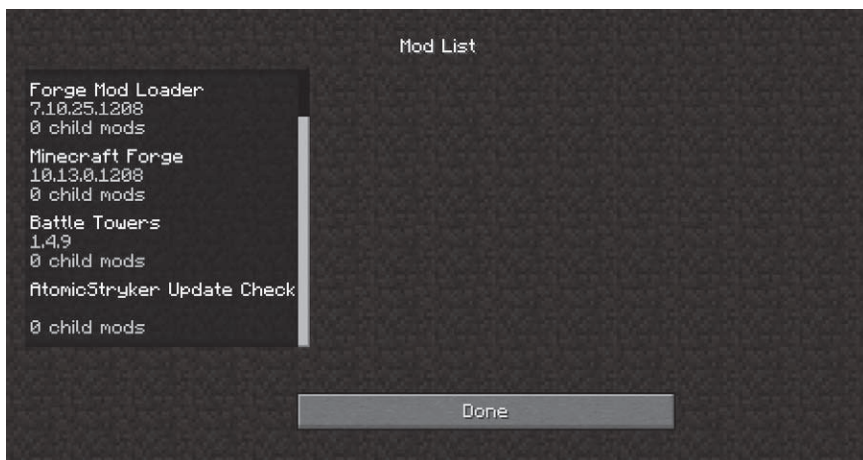 Mod List
Forge Mod Loader
7.10.25.1208
0 child mods
Minecraft Forge
10.13.0.1208
0 child mods
Battle Towers
1.4.9
0 child mods
AtomicStryker Update Check
0 child mods
Done